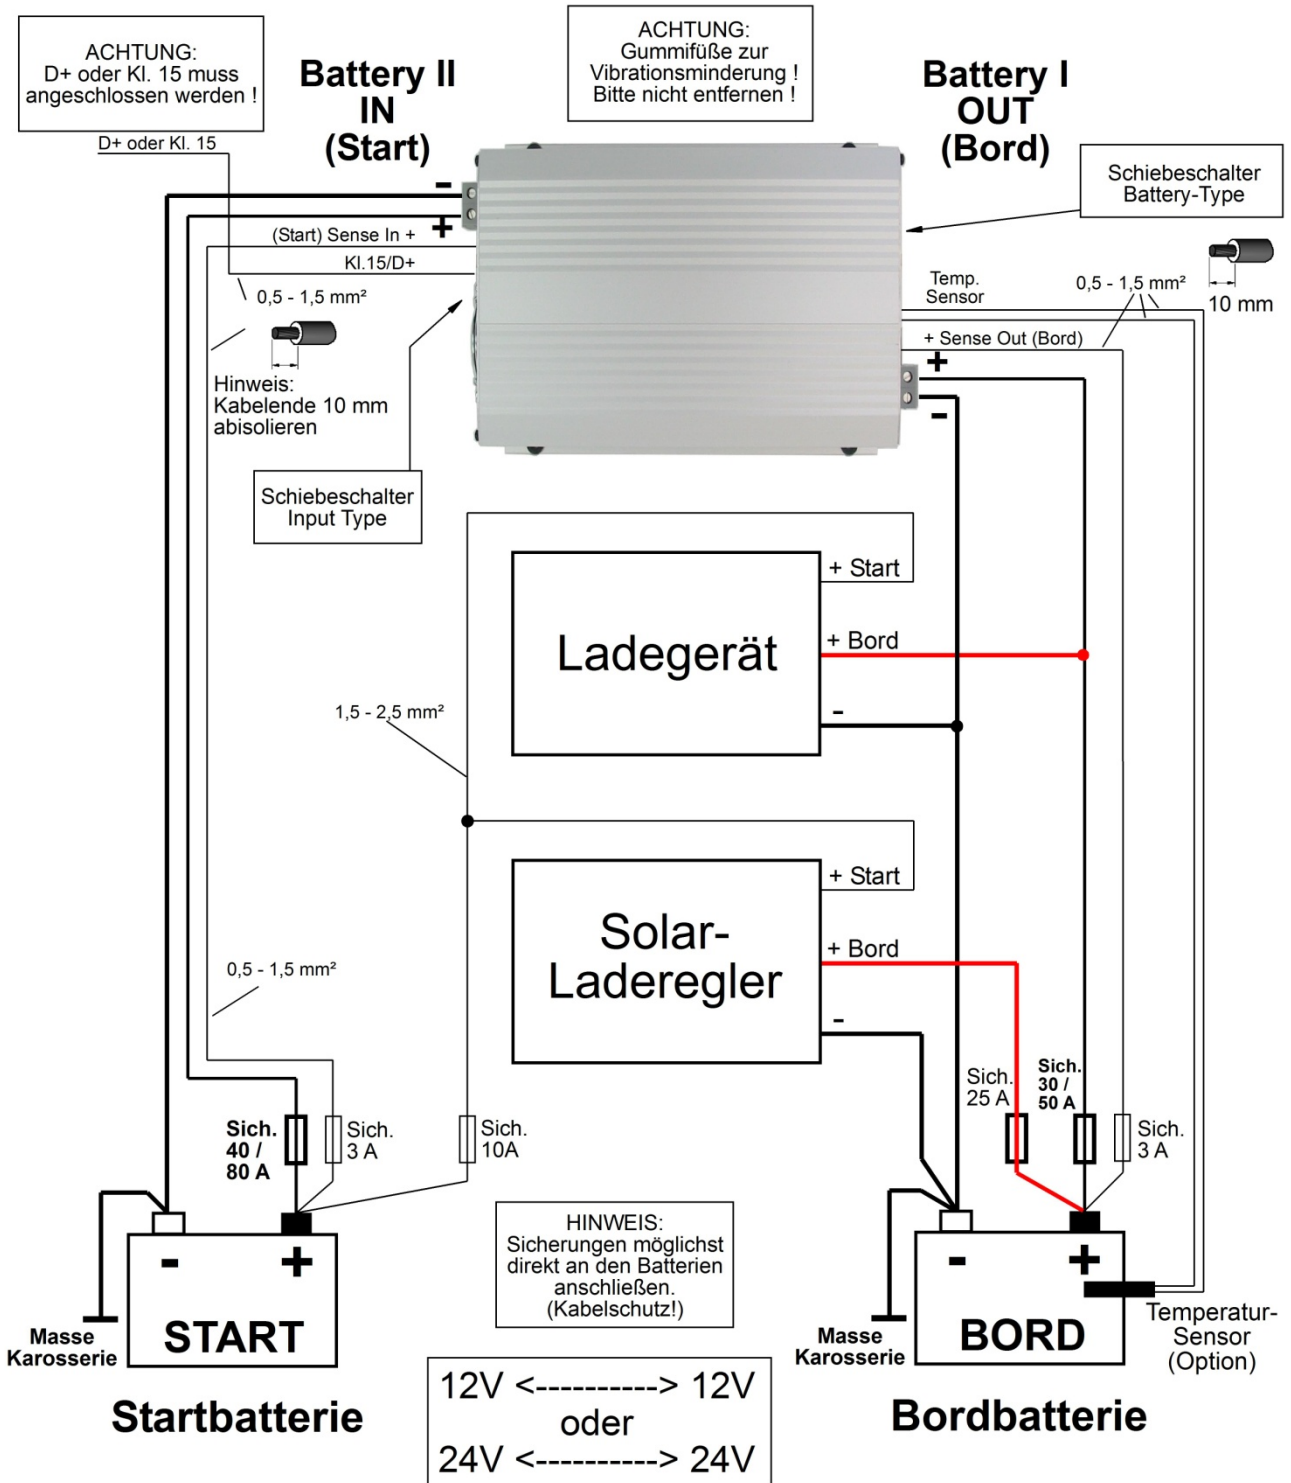 ACHTUNG:
D+ oder Kl. 15 muss
angeschlossen werden !
D+ oder Kl. 15
Battery II
IN
(Start)
ACHTUNG:
Gummifüße zur
Vibrationsminderung !
Bitte nicht entfernen !
Battery I
OUT
(Bord)
Schiebeschalter
Battery-Type
-
+
(Start) Sense In +
Kl.15/D+
0,5 - 1,5 mm²
Hinweis:
Kabelende 10 mm
abisolieren
Schiebeschalter
Input Type
Temp.
Sensor
0,5 - 1,5 mm²
10 mm
+ Sense Out (Bord)
+
-
+ Start
Ladegerät
+ Bord
-
1,5 - 2,5 mm²
+ Start
Solar-
Laderegler
+ Bord
-
0,5 - 1,5 mm²
Sich.
40 /
80 A
Sich.
3 A
Sich.
10A
Sich.
25 A
Sich.
30 /
50 A
Sich.
3 A
HINWEIS:
Sicherungen möglichst
direkt an den Batterien
anschließen.
(Kabelschutz!)
- +
START
Masse
Karosserie
Startbatterie
- +
BORD
Masse
Karosserie
Temperatur-
Sensor
(Option)
Bordbatterie
12V <----------> 12V
oder
24V <----------> 24V